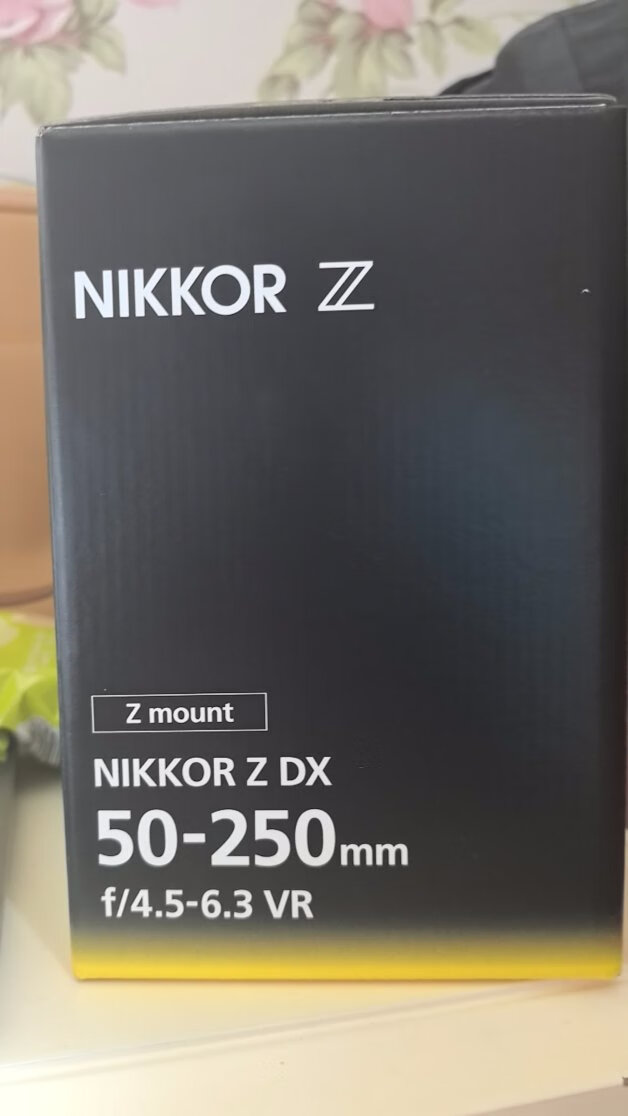 NIKKOR Z
Z mount
NIKKOR Z DX
50-250mm
f/4.5-6.3 VR